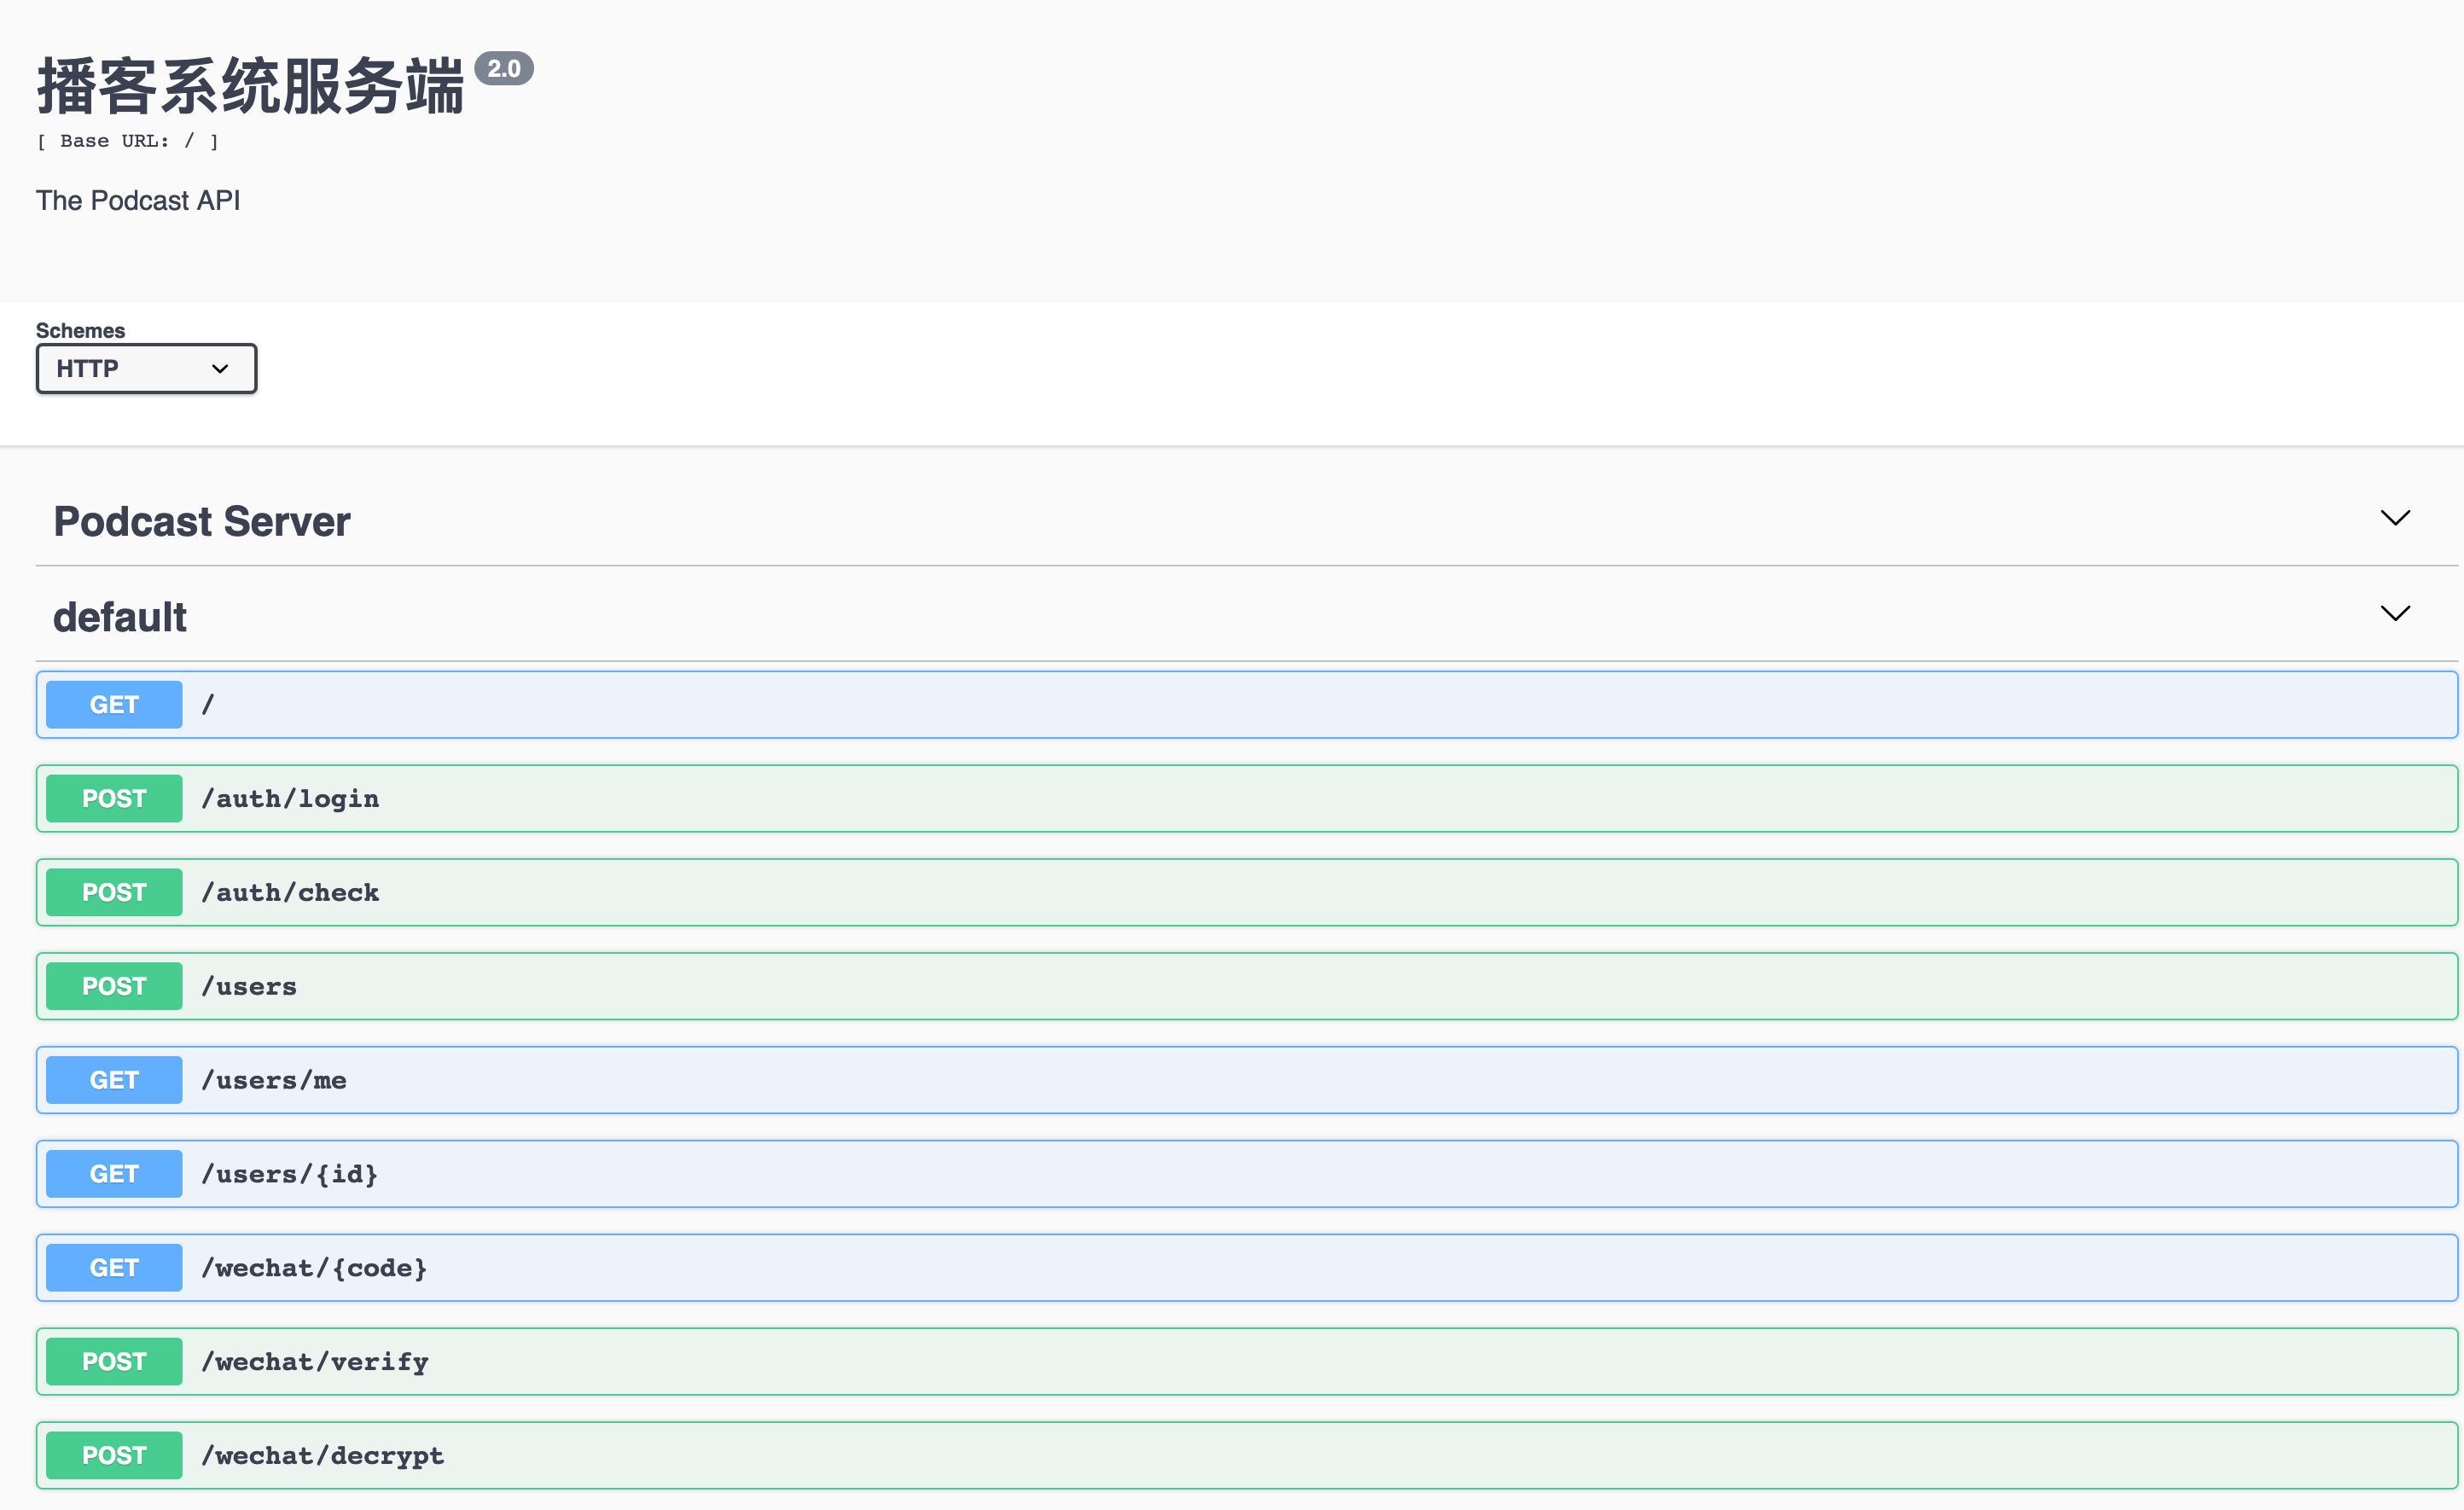 播客系统服务端 2.0
[ Base URL: / ]
The Podcast API
Schemes
HTTP
Podcast Server
default
GET /
POST /auth/login
POST /auth/check
POST /users
GET /users/me
GET /users/{id}
GET /wechat/{code}
POST /wechat/verify
POST /wechat/decrypt